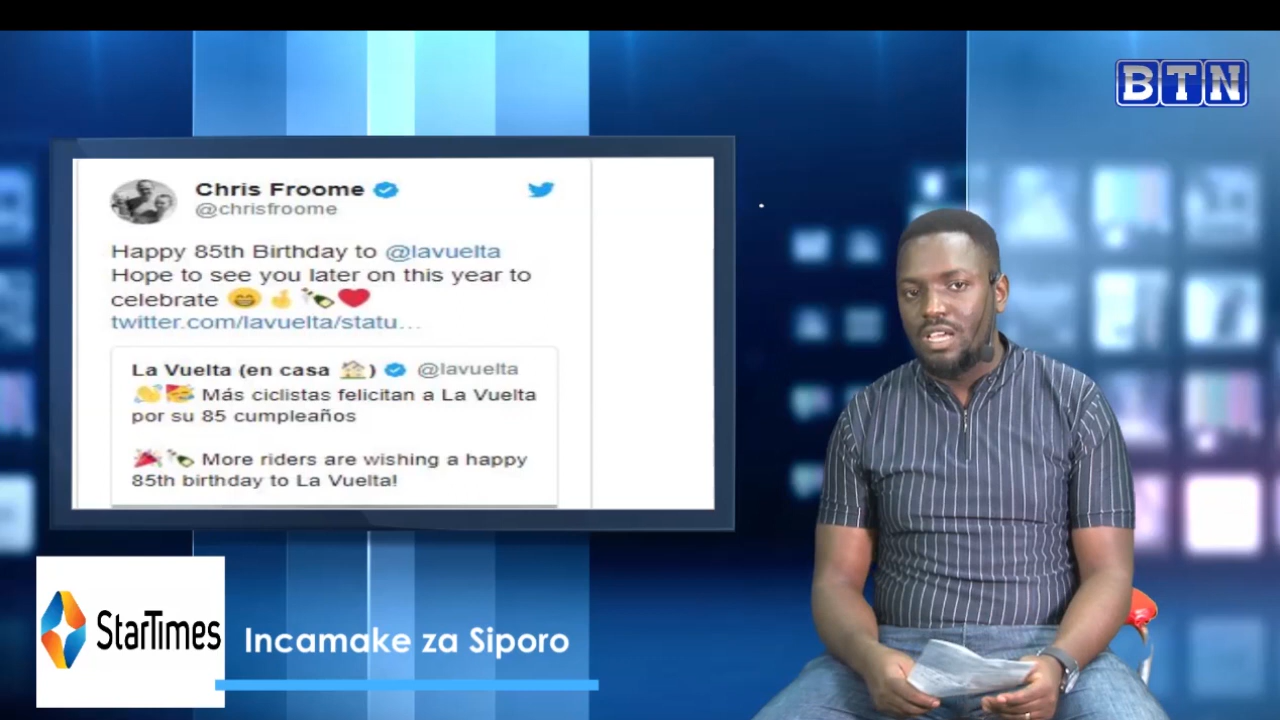 BTN
Chris Froome
@chrisfroome
Happy 85th Birthday to @lavuelta
Hope to see you later on this year to
celebrate 😁 👍 🍾 ❤️
twitter.com/lavuelta/statu…
La Vuelta (en casa 🏠) @lavuelta
👏 🥳 Más ciclistas felicitan a La Vuelta
por su 85 cumpleaños
🎉 🍾 More riders are wishing a happy
85th birthday to La Vuelta!
StarTimes
Incamake za Siporo